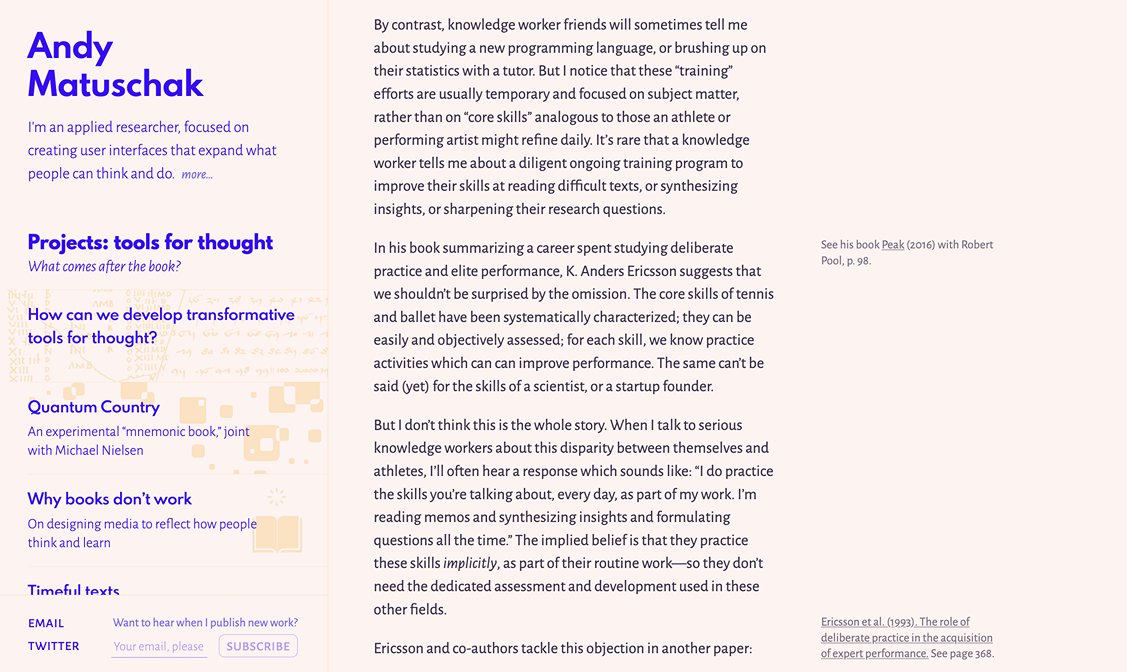 Andy
Matuschak
I'm an applied researcher, focused on
creating user interfaces that expand what
people can think and do. more...
Projects: tools for thought
What comes after the book?
How can we develop transformative
tools for thought?
Quantum Country
An experimental “mnemonic book,” joint
with Michael Nielsen
Why books don’t work
On designing media to reflect how people
think and learn
Timeful texts
EMAIL
TWITTER
Want to hear when I publish new work?
Your email, please
SUBSCRIBE
By contrast, knowledge worker friends will sometimes tell me
about studying a new programming language, or brushing up on
their statistics with a tutor. But I notice that these “training”
efforts are usually temporary and focused on subject matter,
rather than on “core skills” analogous to those an athlete or
performing artist might refine daily. It’s rare that a knowledge
worker tells me about a diligent ongoing training program to
improve their skills at reading difficult texts, or synthesizing
insights, or sharpening their research questions.
In his book summarizing a career spent studying deliberate
practice and elite performance, K. Anders Ericsson suggests that
we shouldn’t be surprised by the omission. The core skills of tennis
and ballet have been systematically characterized; they can be
easily and objectively assessed; for each skill, we know practice
activities which can can improve performance. The same can’t be
said (yet) for the skills of a scientist, or a startup founder.
But I don’t think this is the whole story. When I talk to serious
knowledge workers about this disparity between themselves and
athletes, I’ll often hear a response which sounds like: “I do practice
the skills you’re talking about, every day, as part of my work. I’m
reading memos and synthesizing insights and formulating
questions all the time.” The implied belief is that they practice
these skills implicitly, as part of their routine work—so they don’t
need the dedicated assessment and development used in these
other fields.
Ericsson and co-authors tackle this objection in another paper:
See his book Peak (2016) with Robert
Pool, p. 98.
Ericsson et al. (1993). The role of
deliberate practice in the acquisition
of expert performance. See page 368.